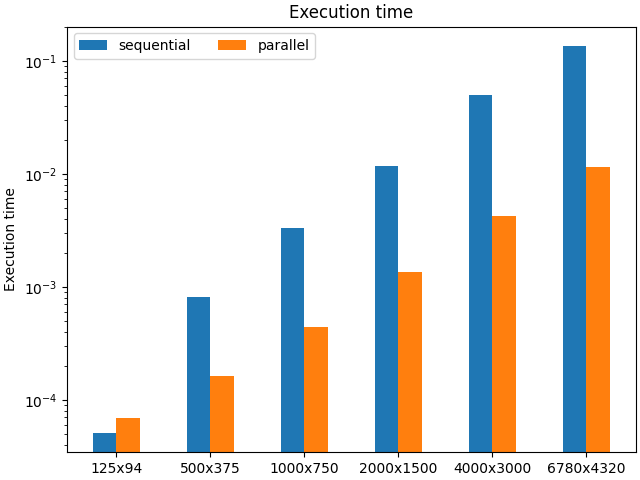 Execution time
sequential parallel
10⁻¹
10⁻²
10⁻³
10⁻⁴
Execution time
125x94 500x375 1000x750 2000x1500 4000x3000 6780x4320